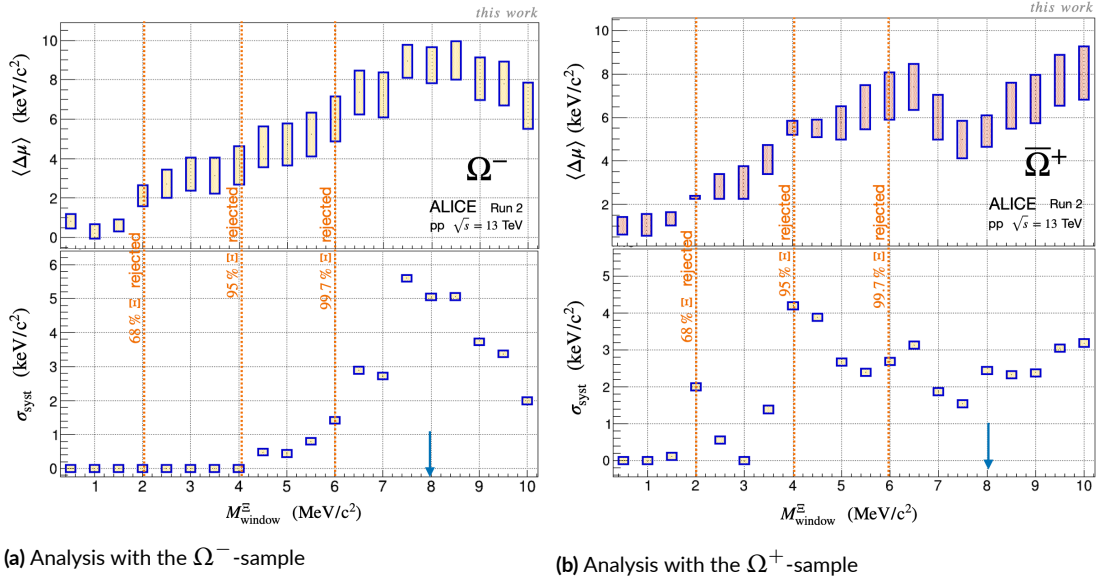 this work
⟨Δμ⟩ (keV/c²)
10
8
6
4
2
0
Ω⁻
ALICE Run 2
pp √s = 13 TeV
68 % Ξ rejected
95 % Ξ rejected
99.7 % Ξ rejected
σsyst (keV/c²)
6
5
4
3
2
1
0
1 2 3 4 5 6 7 8 9 10
M^Ξ_window (MeV/c²)
(a) Analysis with the Ω⁻-sample
this work
⟨Δμ⟩ (keV/c²)
10
8
6
4
2
Ω̅⁺
ALICE Run 2
pp √s = 13 TeV
68 % Ξ rejected
95 % Ξ rejected
99.7 % Ξ rejected
σsyst (keV/c²)
5
4
3
2
1
0
1 2 3 4 5 6 7 8 9 10
M^Ξ_window (MeV/c²)
(b) Analysis with the Ω⁺-sample